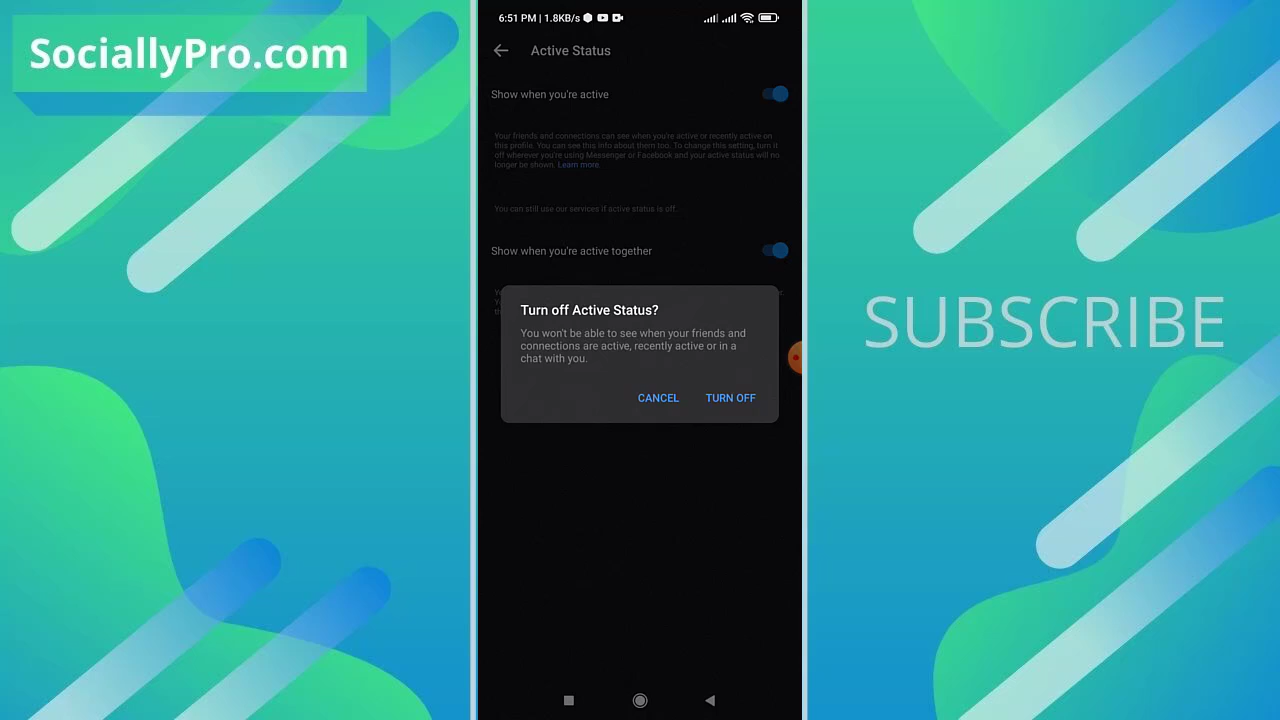 SociallyPro.com
6:51 PM | 1.8KB/s
Active Status
Show when you're active
Your friends and connections can see when you're active or recently active on
this profile. You can see this info about them too. To change this setting, turn it
off wherever you're using Messenger or Facebook and your active status will no
longer be shown. Learn more.
You can still use our services if active status is off.
Show when you're active together
Turn off Active Status?
You won't be able to see when your friends and
connections are active, recently active or in a
chat with you.
CANCEL TURN OFF
SUBSCRIBE